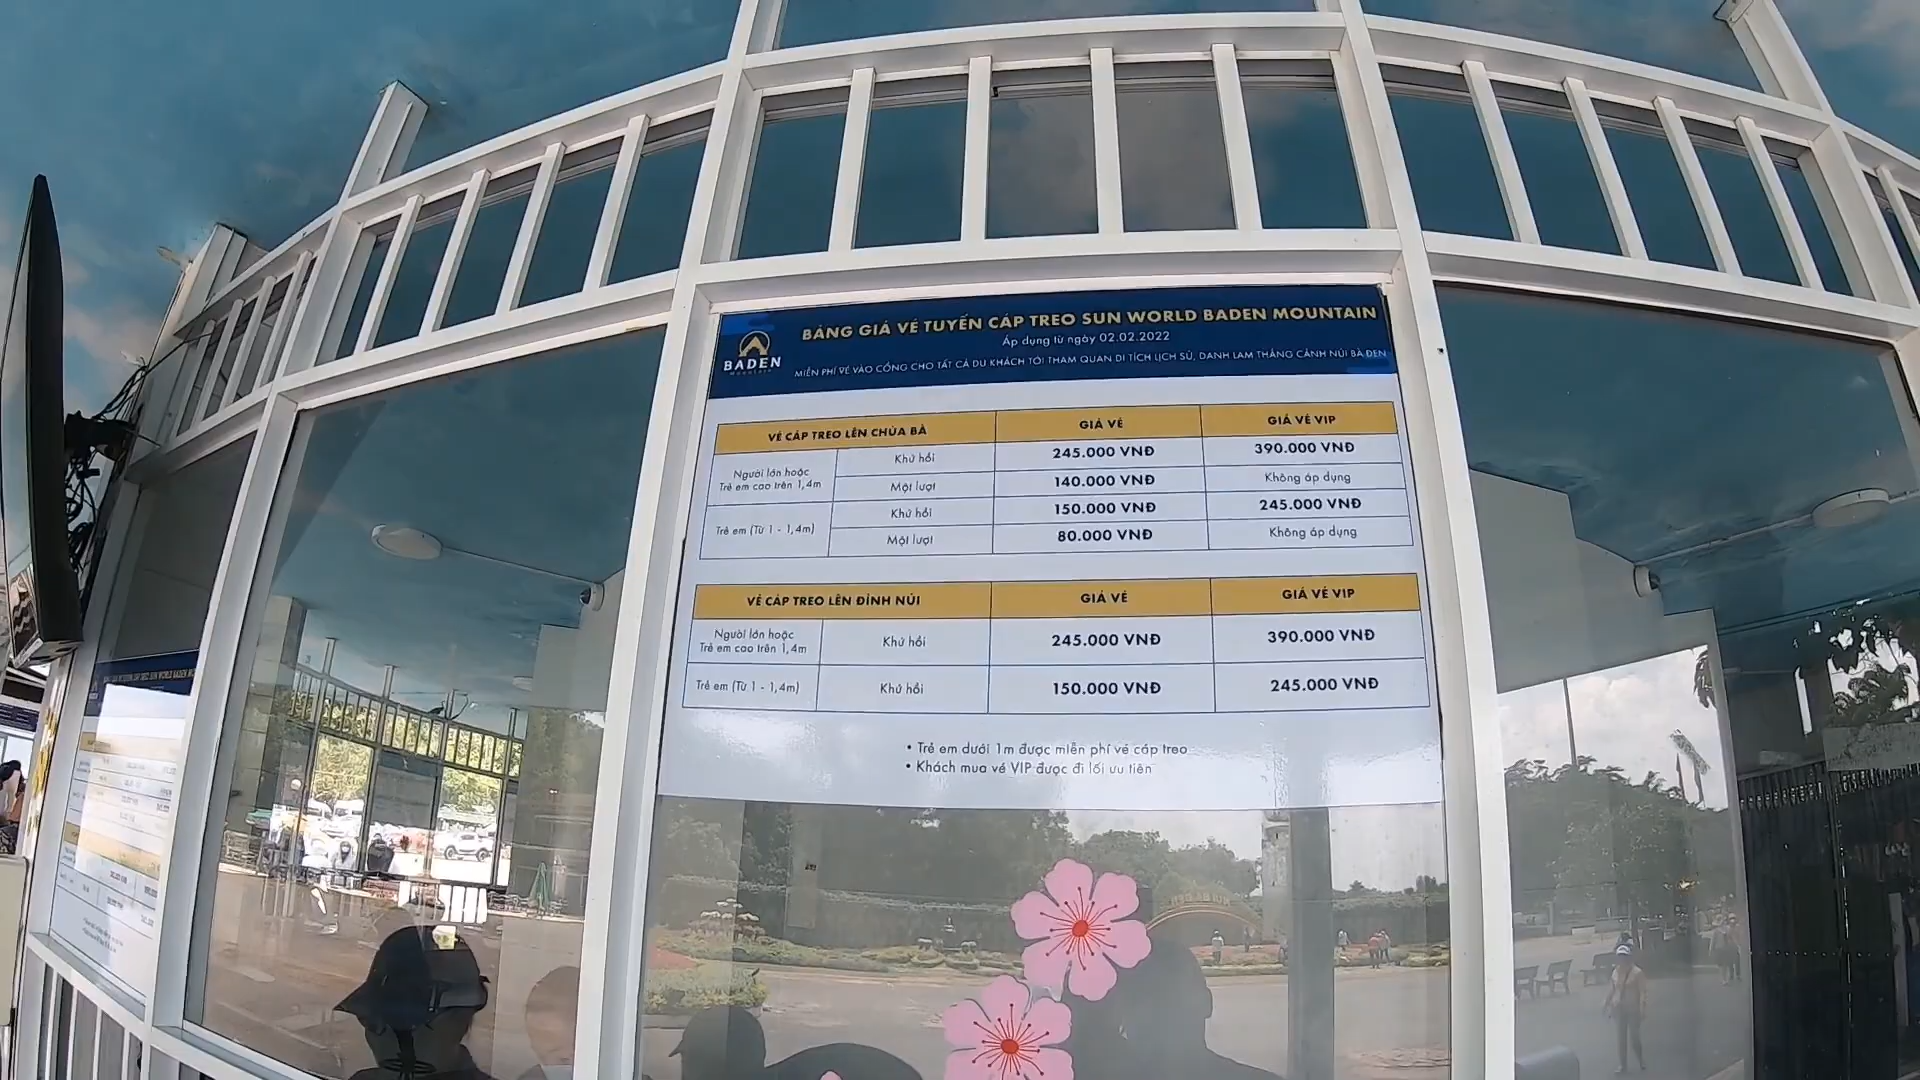 BẢNG GIÁ VÉ TUYẾN CÁP TREO SUN WORLD BADEN MOUNTAIN
Áp dụng từ ngày 02.02.2022
MIỄN PHÍ VÉ VÀO CỔNG CHO TẤT CẢ DU KHÁCH TỚI THAM QUAN DI TÍCH LỊCH SỬ, DANH LAM THẮNG CẢNH NÚI BÀ ĐEN
BADEN
mountain
VÉ CÁP TREO LÊN CHÙA BÀ GIÁ VÉ GIÁ VÉ VIP
Người lớn hoặc
Trẻ em cao trên 1,4m
Khứ hồi 245.000 VNĐ 390.000 VNĐ
Một lượt 140.000 VNĐ Không áp dụng
Trẻ em (Từ 1 - 1,4m)
Khứ hồi 150.000 VNĐ 245.000 VNĐ
Một lượt 80.000 VNĐ Không áp dụng
VÉ CÁP TREO LÊN ĐỈNH NÚI GIÁ VÉ GIÁ VÉ VIP
Người lớn hoặc
Trẻ em cao trên 1,4m
Khứ hồi 245.000 VNĐ 390.000 VNĐ
Trẻ em (Từ 1 - 1,4m) Khứ hồi 150.000 VNĐ 245.000 VNĐ
• Trẻ em dưới 1m được miễn phí vé cáp treo
• Khách mua vé VIP được đi lối ưu tiên